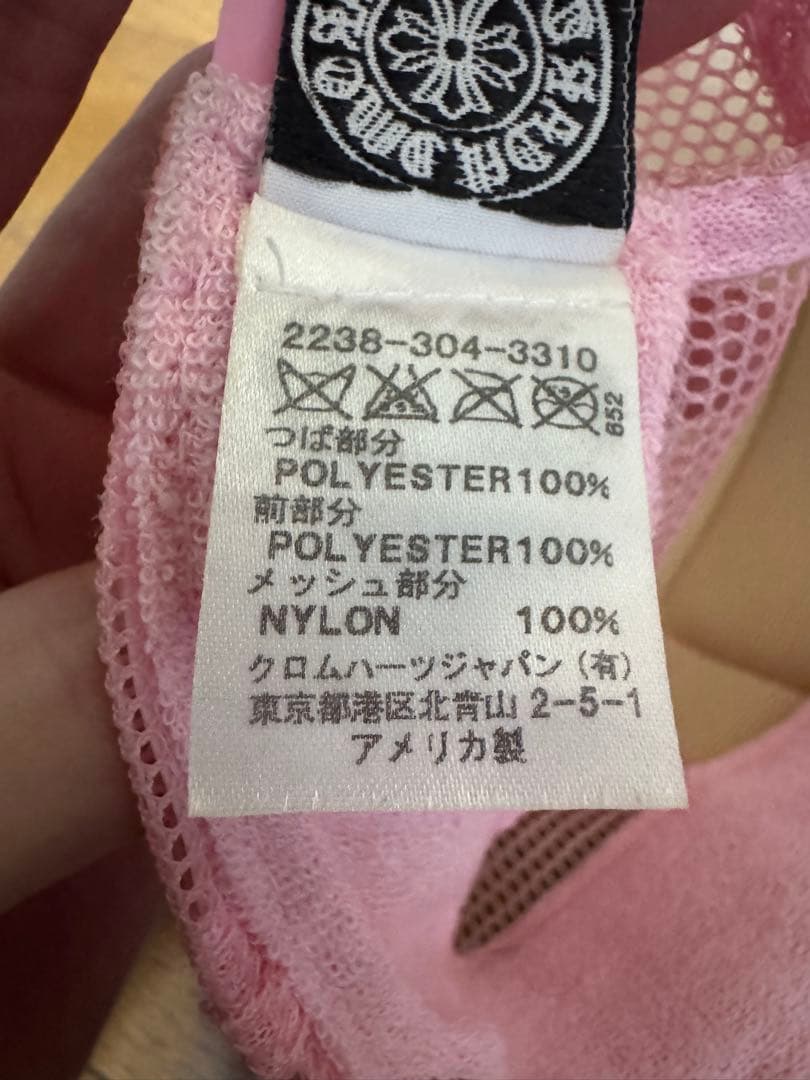 2238-304-3310
852
つば部分
POLYESTER100%
前部分
POLYESTER100%
メッシュ部分
NYLON 100%
クロムハーツジャパン(有)
東京都港区北青山 2-5-1
アメリカ製